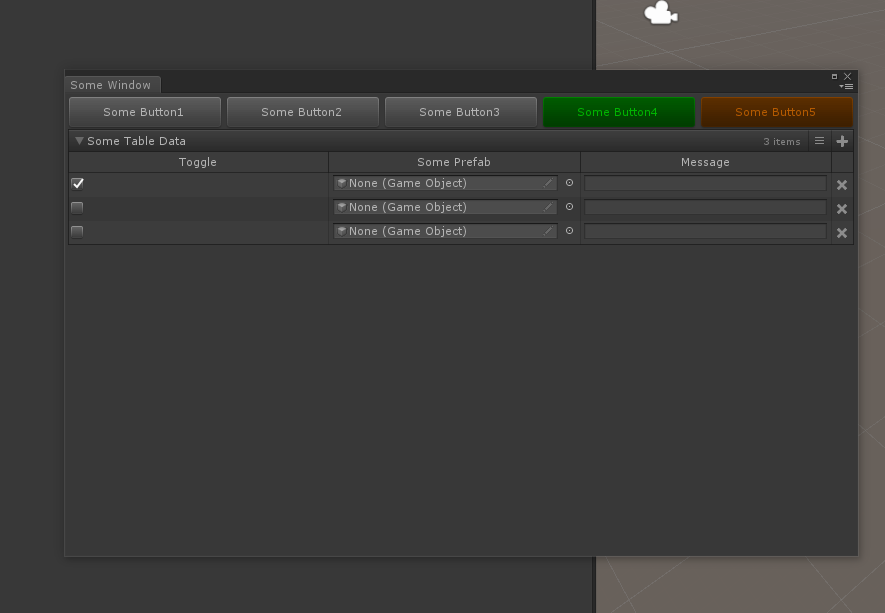 Some Window
Some Button1 Some Button2 Some Button3 Some Button4 Some Button5
Some Table Data 3 items
Toggle Some Prefab Message
None (Game Object)
None (Game Object)
None (Game Object)